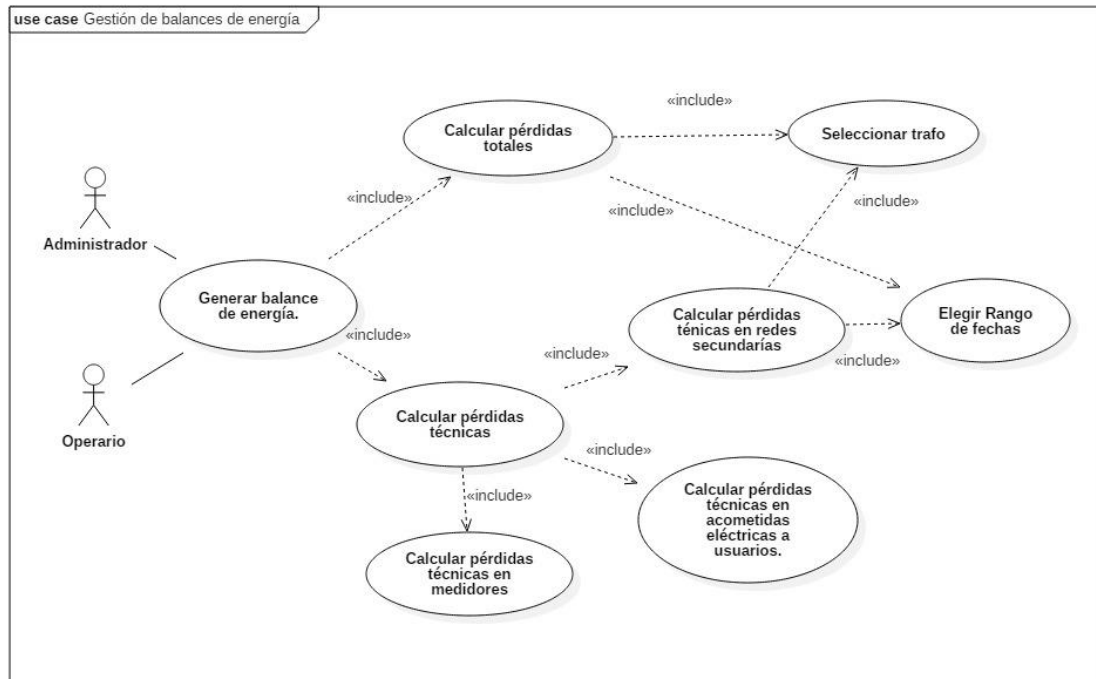 use case Gestión de balances de energía
«include»
Calcular pérdidas
totales
Seleccionar trafo
«include»
«include»
«include»
Administrador
Generar balance
de energía.
Calcular pérdidas
ténicas en redes
secundarías
Elegir Rango
de fechas
«include»
«include»
«include»
Calcular pérdidas
técnicas
Operario
«include»
«include»
Calcular pérdidas
técnicas en
acometidas
eléctricas a
usuarios.
Calcular pérdidas
técnicas en
medidores